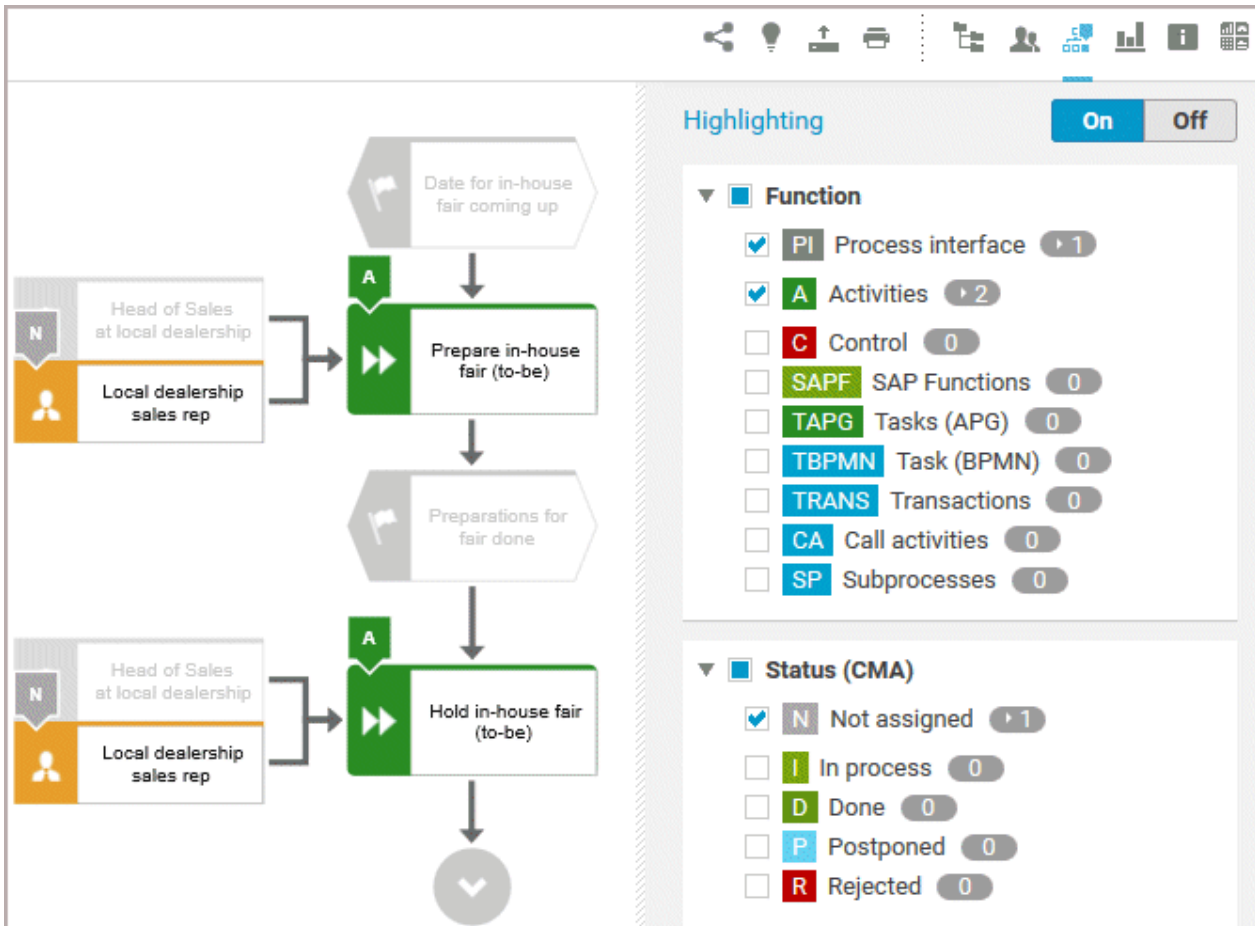 Date for in-house
fair coming up
A
Head of Sales
at local dealership
N
Local dealership
sales rep
Prepare in-house
fair (to-be)
Preparations for
fair done
A
Head of Sales
at local dealership
N
Local dealership
sales rep
Hold in-house fair
(to-be)
Highlighting On Off
Function
PI Process interface 1
A Activities 2
C Control 0
SAPF SAP Functions 0
TAPG Tasks (APG) 0
TBPMN Task (BPMN) 0
TRANS Transactions 0
CA Call activities 0
SP Subprocesses 0
Status (CMA)
N Not assigned 1
I In process 0
D Done 0
P Postponed 0
R Rejected 0